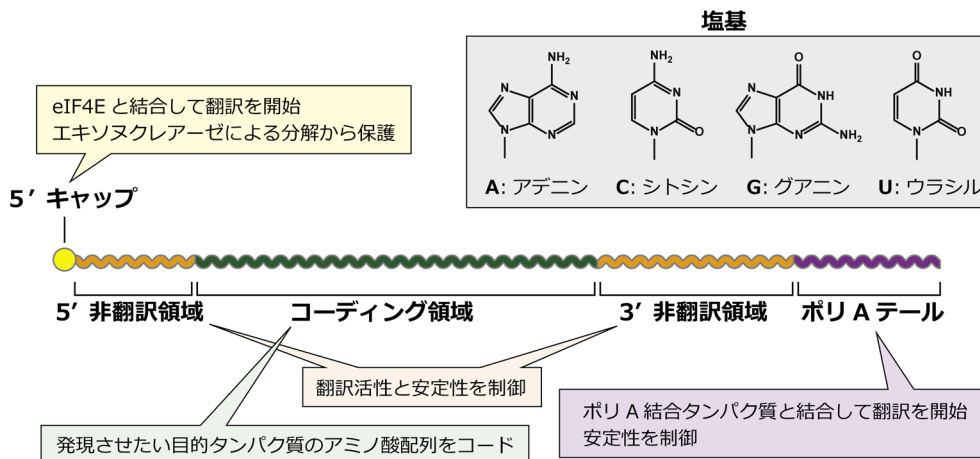 塩基
NH₂
N
N
N
N
NH₂
N
N
O
O
N
NH
N
N
NH₂
O
NH
N
O
A: アデニン
C: シトシン
G: グアニン
U: ウラシル
eIF4E と結合して翻訳を開始
エキソヌクレアーゼによる分解から保護
5′ キャップ
5′ 非翻訳領域
コーディング領域
3′ 非翻訳領域
ポリ A テール
翻訳活性と安定性を制御
発現させたい目的タンパク質のアミノ酸配列をコード
ポリ A 結合タンパク質と結合して翻訳を開始
安定性を制御